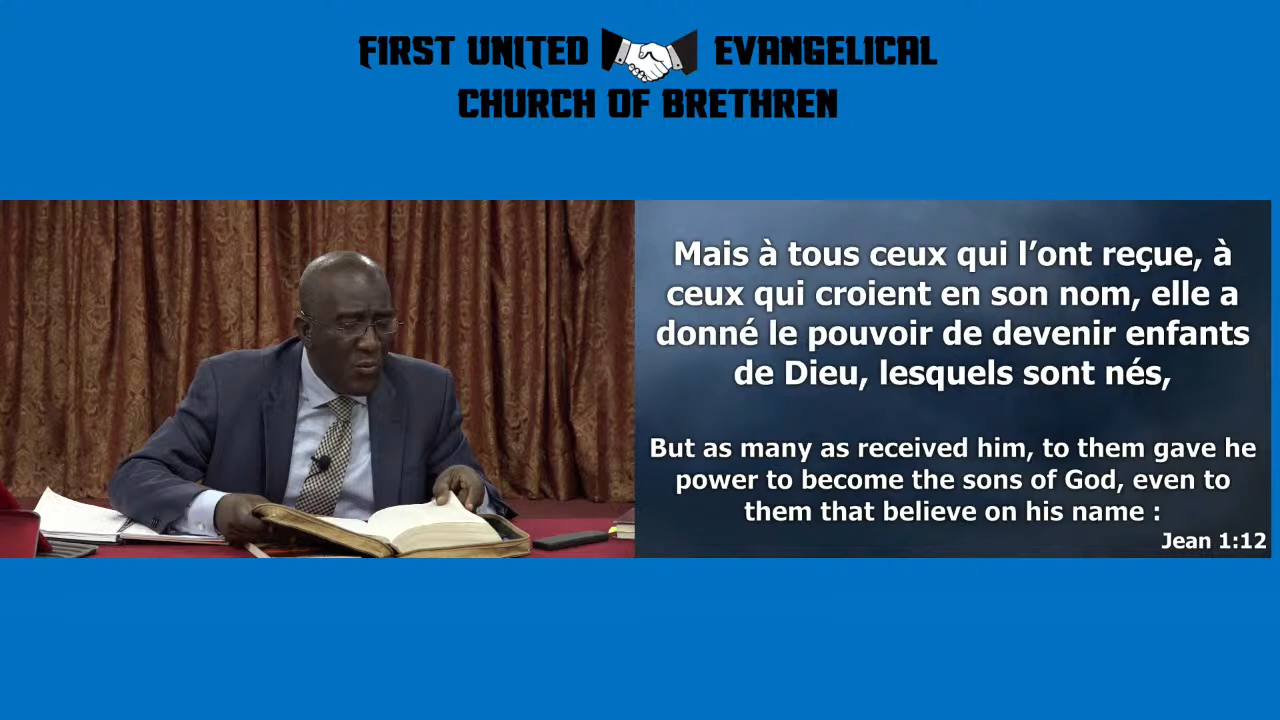 FIRST UNITED EVANGELICAL
CHURCH OF BRETHREN
Mais à tous ceux qui l’ont reçue, à
ceux qui croient en son nom, elle a
donné le pouvoir de devenir enfants
de Dieu, lesquels sont nés,
But as many as received him, to them gave he
power to become the sons of God, even to
them that believe on his name :
Jean 1:12